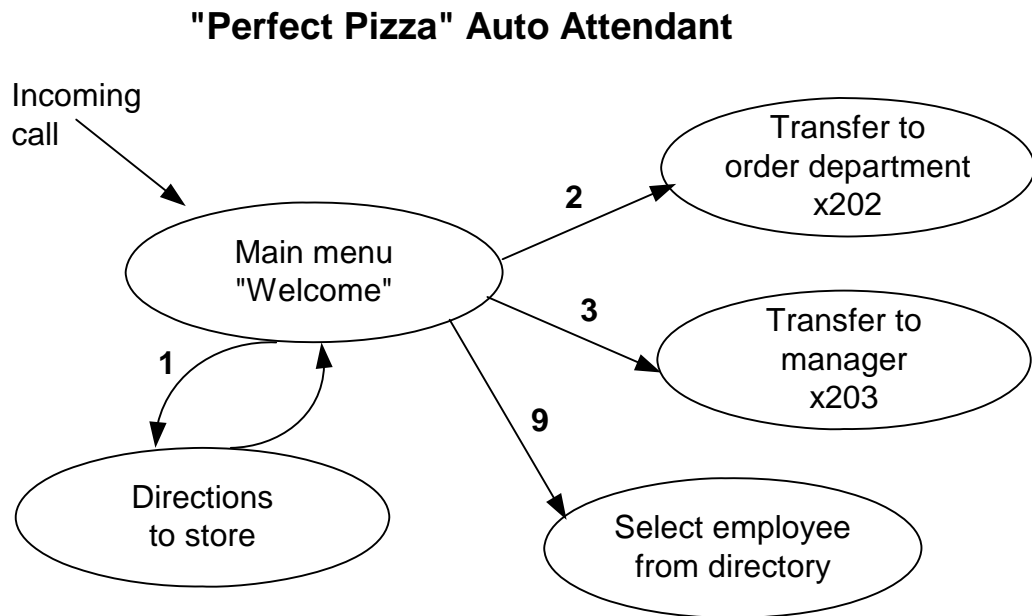 "Perfect Pizza" Auto Attendant
Incoming
call
Transfer to
order department
x202
2
Main menu
"Welcome"
3
Transfer to
manager
x203
1
9
Directions
to store
Select employee
from directory